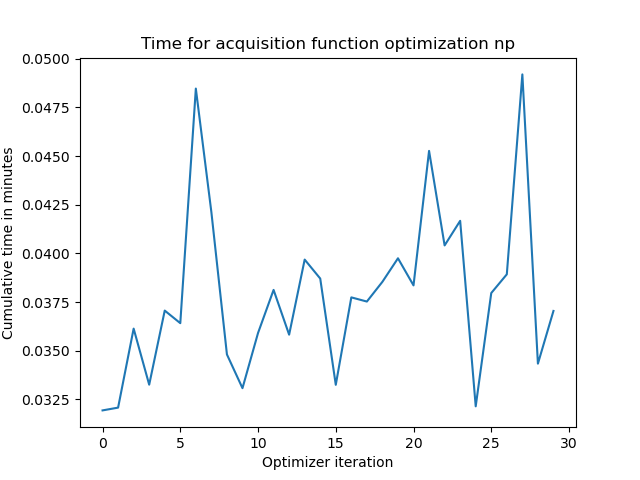 Time for acquisition function optimization np
Cumulative time in minutes
0.0500
0.0475
0.0450
0.0425
0.0400
0.0375
0.0350
0.0325
0 5 10 15 20 25 30
Optimizer iteration